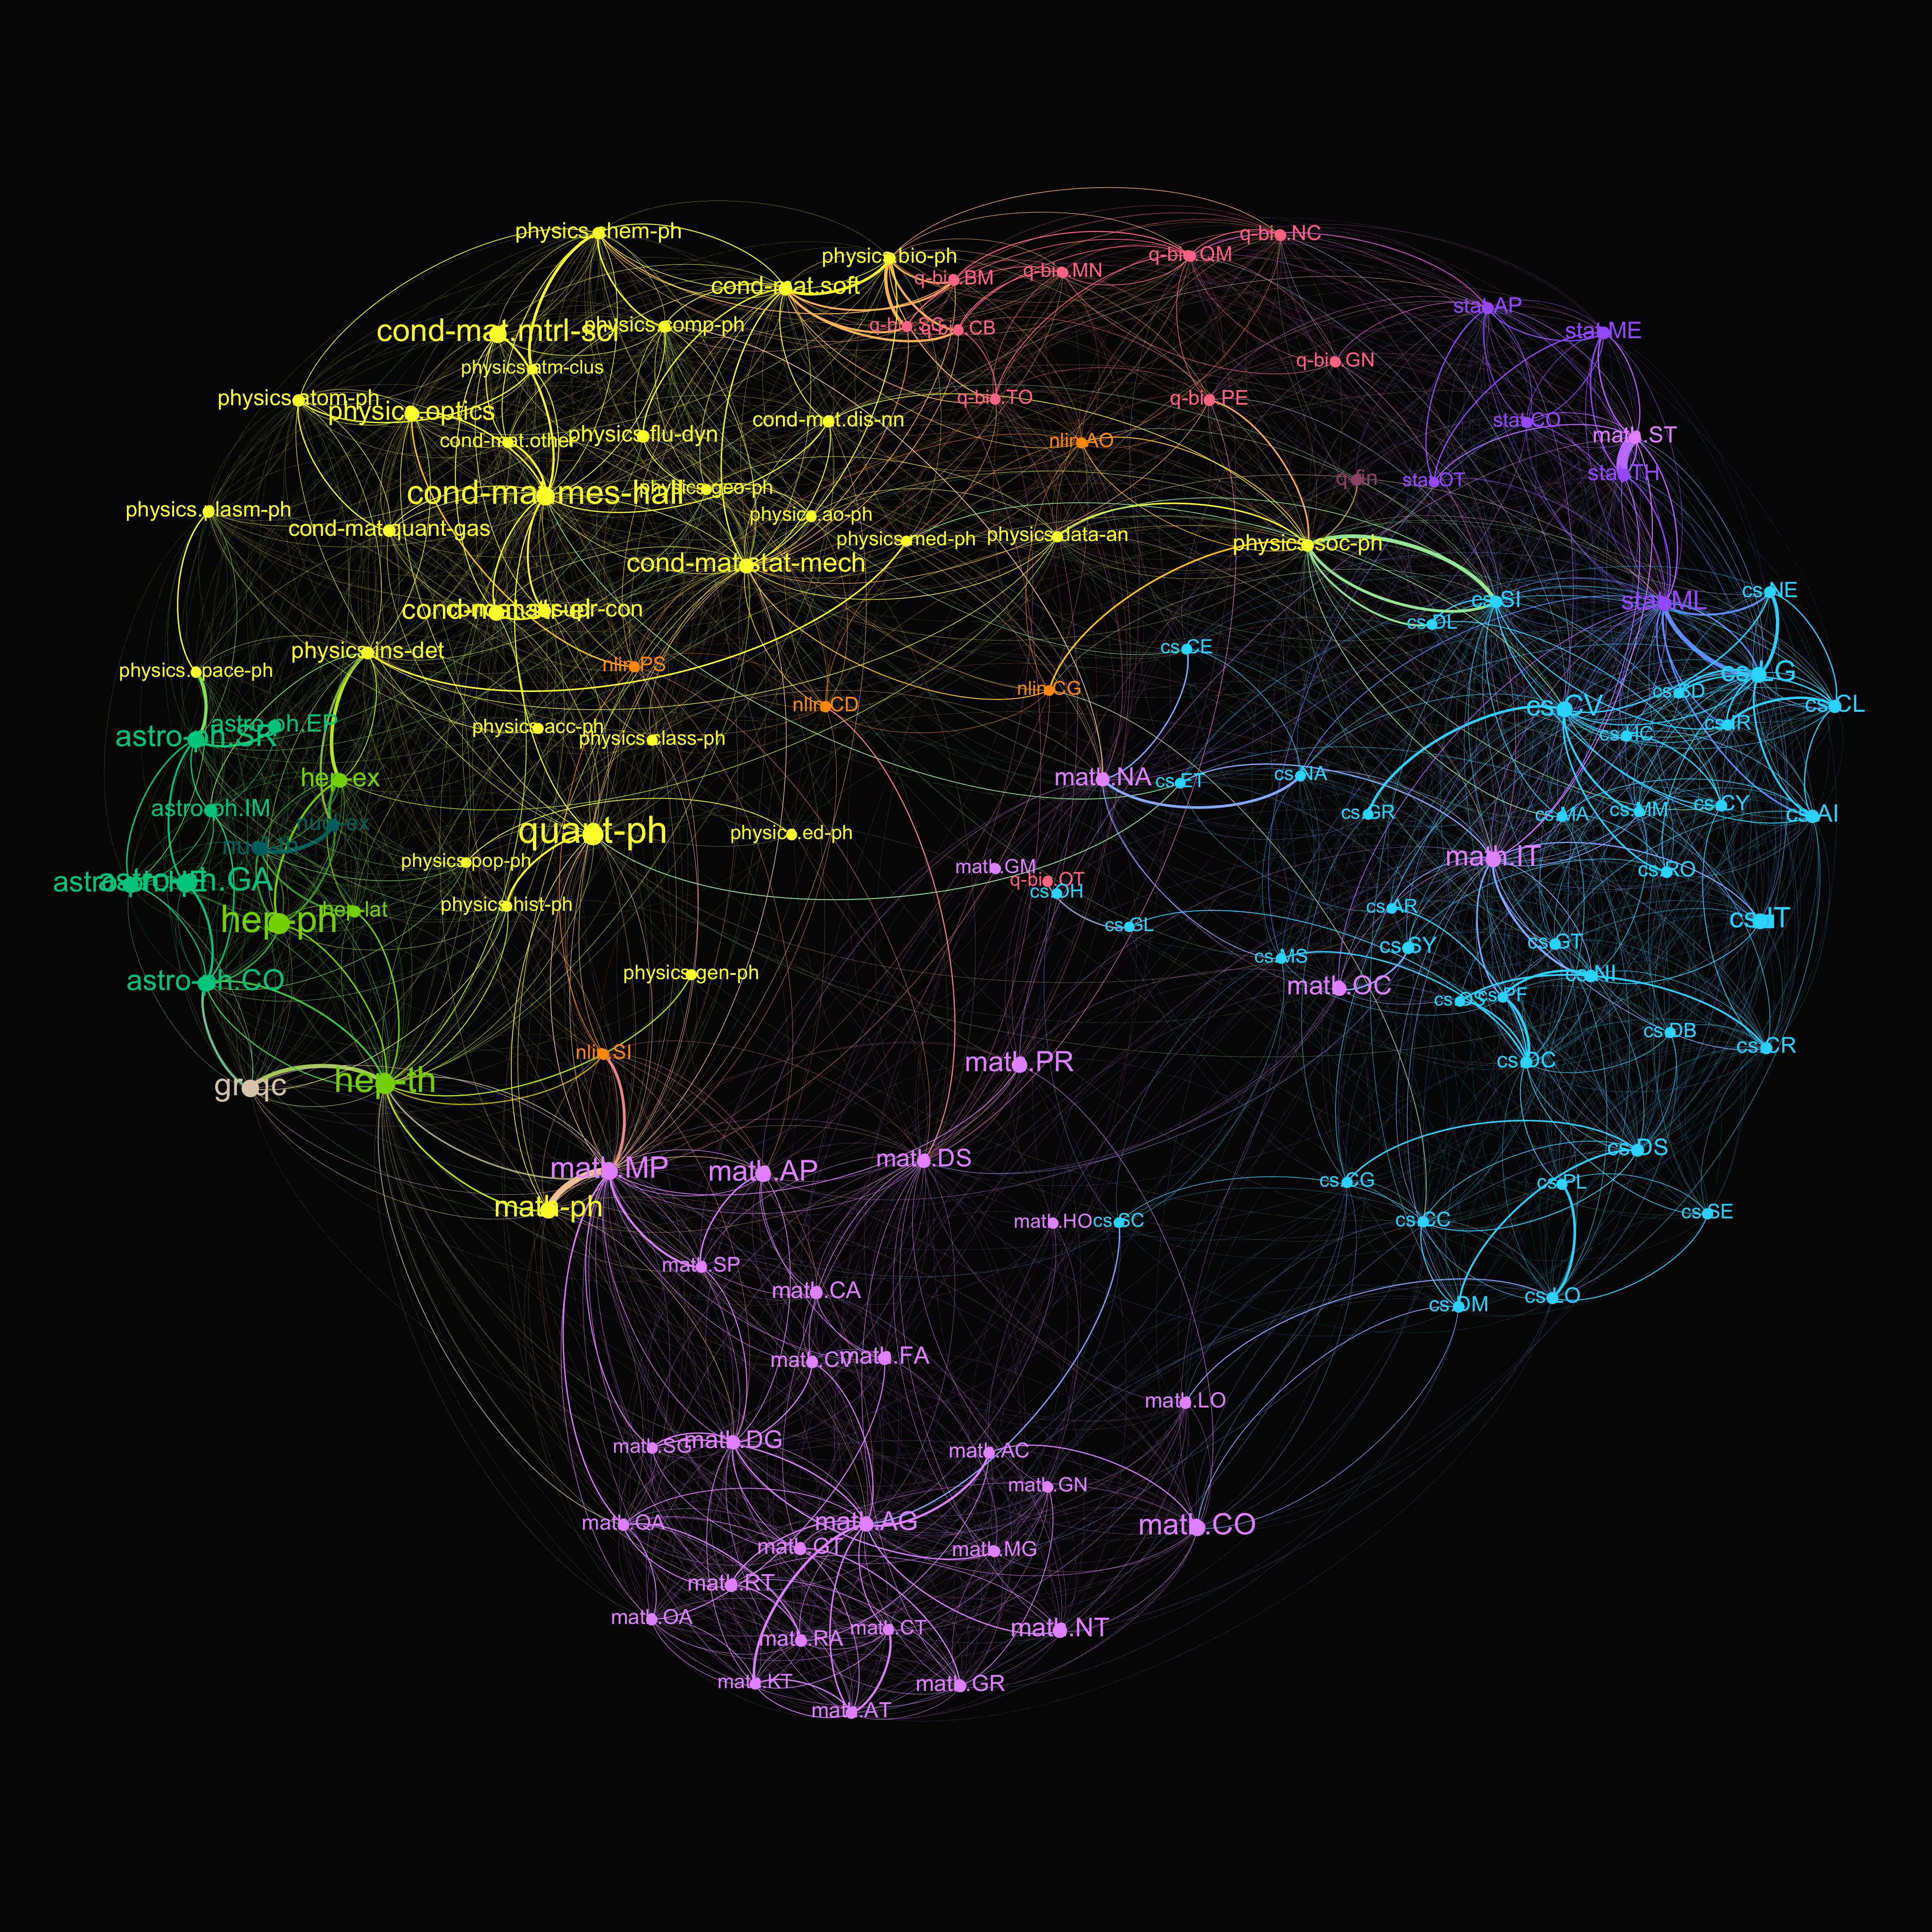 physics.chem-ph
q-bio.NC
physics.bio-ph
q-bio.QM
q-bio.MN
q-bio.BM
cond-mat.soft
stat.AP
physics.comp-ph
q-bio.SC
q-bio.CB
stat.ME
cond-mat.mtrl-sci
q-bio.GN
physics.atm-clus
physics.atom-ph
q-bio.TO
q-bio.PE
physics.optics
cond-mat.dis-nn
stat.CO
math.ST
physics.flu-dyn
cond-mat.other
nlin.AO
stat.TH
q-fin
stat.OT
physics.geo-ph
cond-mat.mes-hall
physics.plasm-ph
physics.ao-ph
cond-mat.quant-gas
physics.data-an
physics.med-ph
physics.soc-ph
cond-mat.stat-mech
cs.NE
cs.SI
stat.ML
cond-mat.str-el
cond-mat.supr-con
cs.DL
cs.CE
physics.ins-det
nlin.PS
physics.space-ph
cs.LG
nlin.CG
cs.SD
nlin.CD
cs.CV
cs.CL
astro-ph.EP
cs.IR
physics.acc-ph
astro-ph.SR
physics.class-ph
cs.HC
hep-ex
math.NA
cs.ET
cs.NA
astro-ph.IM
cs.GR
cs.MA
cs.MM
cs.CY
cs.AI
nucl-ex
quant-ph
physics.ed-ph
nucl-th
physics.pop-ph
math.IT
math.GM
cs.RO
astro-ph.HE
astro-ph.GA
q-bio.OT
cs.OH
physics.hist-ph
hep-lat
cs.AR
hep-ph
cs.GL
cs.IT
cs.GT
cs.SY
cs.MS
physics.gen-ph
cs.NI
astro-ph.CO
math.OC
cs.OS
cs.PF
cs.DB
cs.CR
nlin.SI
cs.DC
math.PR
hep-th
gr-qc
cs.DS
math.DS
math.MP
math.AP
cs.CG
cs.PL
math-ph
cs.SE
math.HO
cs.SC
cs.CC
math.SP
math.CA
cs.LO
cs.DM
math.CV
math.FA
math.LO
math.SG
math.DG
math.AC
math.GN
math.QA
math.AG
math.CO
math.GT
math.MG
math.RT
math.OA
math.CT
math.NT
math.RA
math.KT
math.GR
math.AT